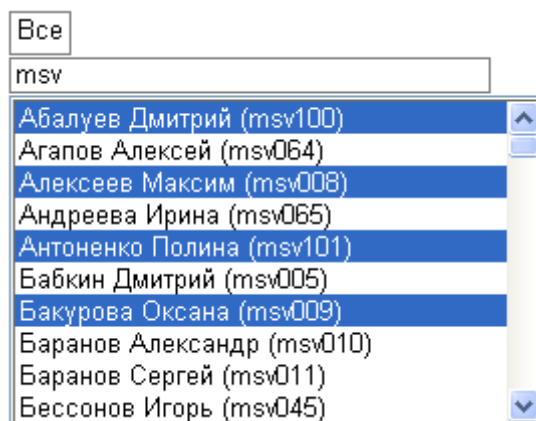 Все
msv
Абалуев Дмитрий (msv100)
Агапов Алексей (msv064)
Алексеев Максим (msv008)
Андреева Ирина (msv065)
Антоненко Полина (msv101)
Бабкин Дмитрий (msv005)
Бакурова Оксана (msv009)
Баранов Александр (msv010)
Баранов Сергей (msv011)
Бессонов Игорь (msv045)